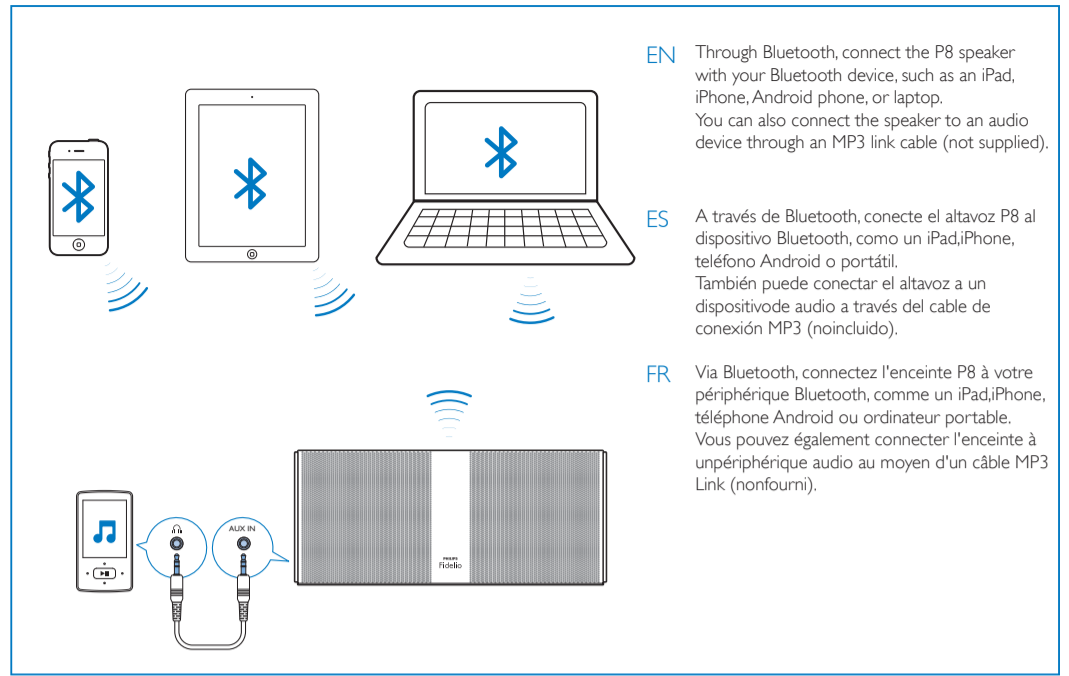 EN
Through Bluetooth, connect the P8 speaker
with your Bluetooth device, such as an iPad,
iPhone, Android phone, or laptop.
You can also connect the speaker to an audio
device through an MP3 link cable (not supplied).
ES
A través de Bluetooth, conecte el altavoz P8 al
dispositivo Bluetooth, como un iPad,iPhone,
teléfono Android o portátil.
También puede conectar el altavoz a un
dispositivode audio a través del cable de
conexión MP3 (noincluido).
FR
Via Bluetooth, connectez l'enceinte P8 à votre
périphérique Bluetooth, comme un iPad,iPhone,
téléphone Android ou ordinateur portable.
Vous pouvez également connecter l'enceinte à
unpériphérique audio au moyen d'un câble MP3
Link (nonfourni).
AUX IN
PHILIPS
Fidelio